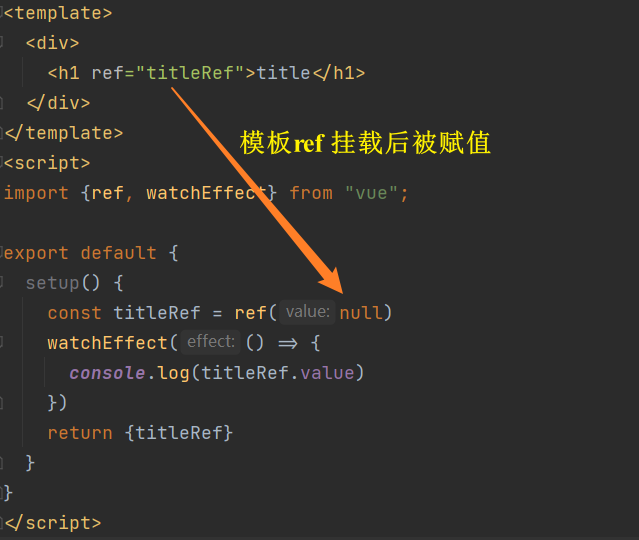 <template>
  <div>
    <h1 ref="titleRef">title</h1>
  </div>
</template>
模板ref 挂载后被赋值
<script>
import {ref, watchEffect} from "vue";
export default {
  setup() {
    const titleRef = ref( value: null)
    watchEffect( effect: () => {
      console.log(titleRef.value)
    })
    return {titleRef}
  }
}
</script>